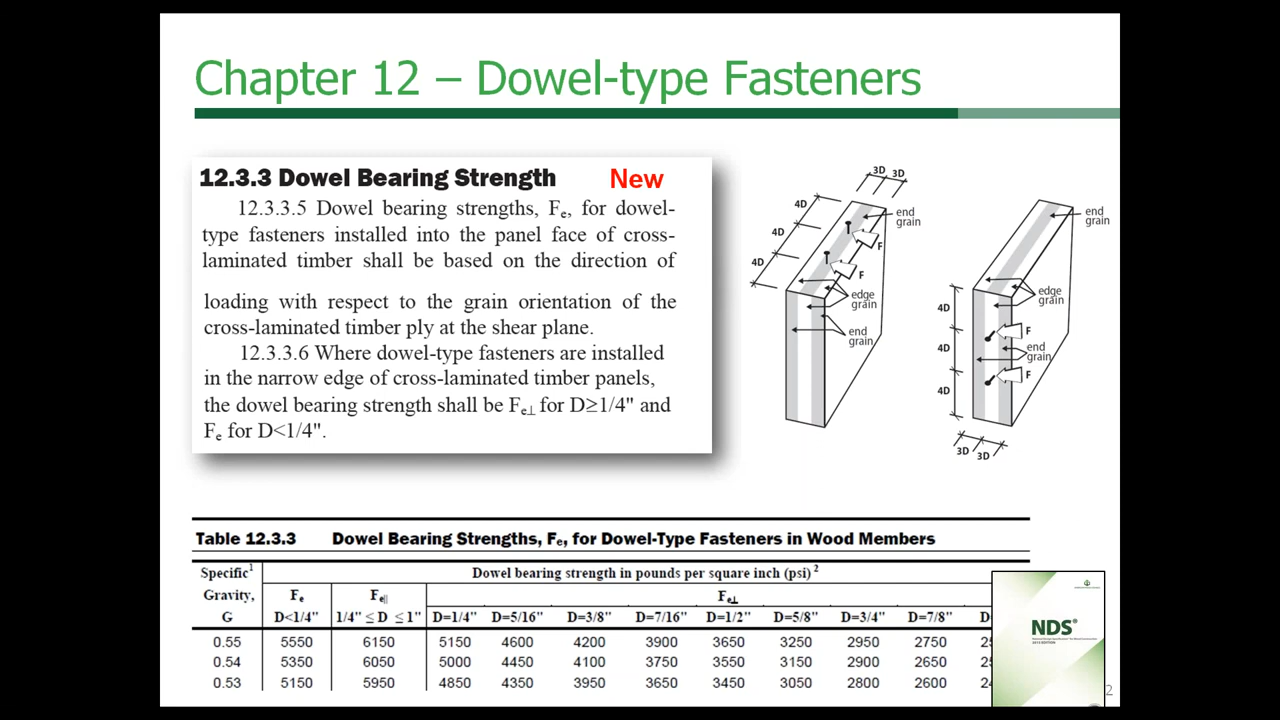 Chapter 12 – Dowel-type Fasteners
12.3.3 Dowel Bearing Strength New
12.3.3.5 Dowel bearing strengths, Fe, for dowel-
type fasteners installed into the panel face of cross-
laminated timber shall be based on the direction of
loading with respect to the grain orientation of the
cross-laminated timber ply at the shear plane.
12.3.3.6 Where dowel-type fasteners are installed
in the narrow edge of cross-laminated timber panels,
the dowel bearing strength shall be Fe⊥ for D≥1/4" and
Fe for D<1/4".
3D 3D
4D
4D
4D
end
grain
F
F
edge
grain
end
grain
end
grain
edge
grain
4D
4D
4D
F
end
grain
F
3D 3D
Table 12.3.3 Dowel Bearing Strengths, Fe, for Dowel-Type Fasteners in Wood Members
Specific¹ Dowel bearing strength in pounds per square inch (psi)²
Gravity, Fe Fe|| Fe⊥
G D<1/4" 1/4" ≤ D ≤ 1" D=1/4" D=5/16" D=3/8" D=7/16" D=1/2" D=5/8" D=3/4" D=7/8"
0.55 5550 6150 5150 4600 4200 3900 3650 3250 2950 2750
0.54 5350 6050 5000 4450 4100 3750 3550 3150 2900 2650
0.53 5150 5950 4850 4350 3950 3650 3450 3050 2800 2600
NDS®
2